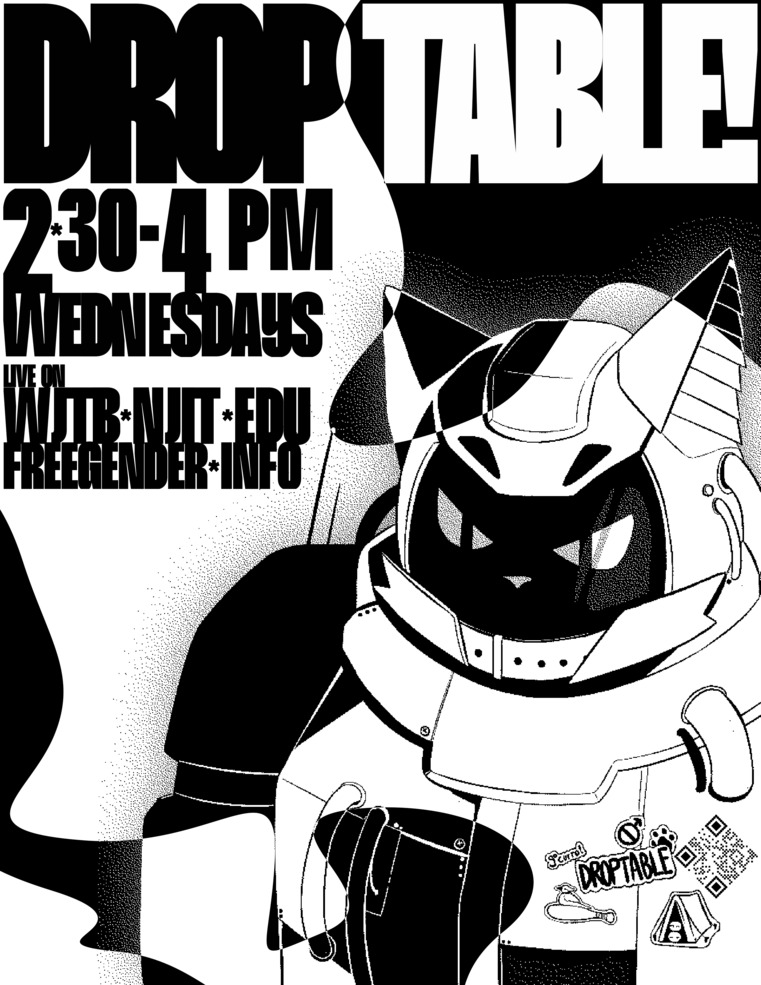 DROP TABLE!
2*30-4 PM
WEDNESDAYS
LIVE ON
WJTB*NJIT*EDU
FREEGENDER*INFO
DROPTABLE